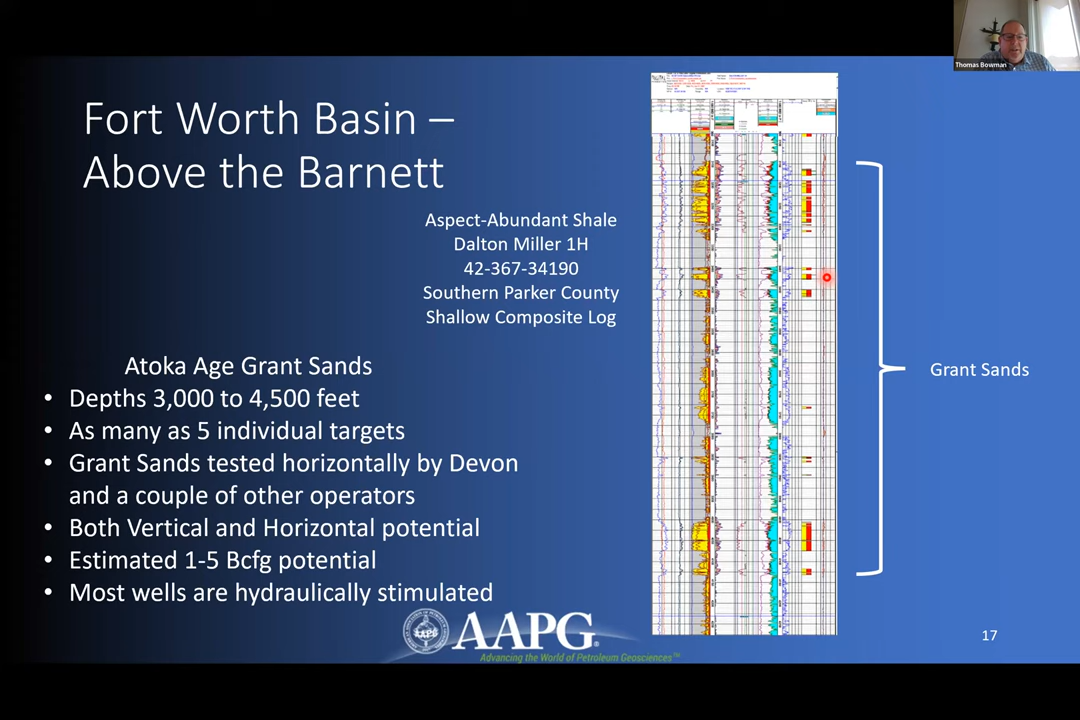 Thomas Bowman
Fort Worth Basin –
Above the Barnett
Aspect-Abundant Shale
Dalton Miller 1H
42-367-34190
Southern Parker County
Shallow Composite Log
Atoka Age Grant Sands
• Depths 3,000 to 4,500 feet
• As many as 5 individual targets
• Grant Sands tested horizontally by Devon
and a couple of other operators
• Both Vertical and Horizontal potential
• Estimated 1-5 Bcfg potential
• Most wells are hydraulically stimulated
Grant Sands
AAPG
Advancing the World of Petroleum Geosciences™
17